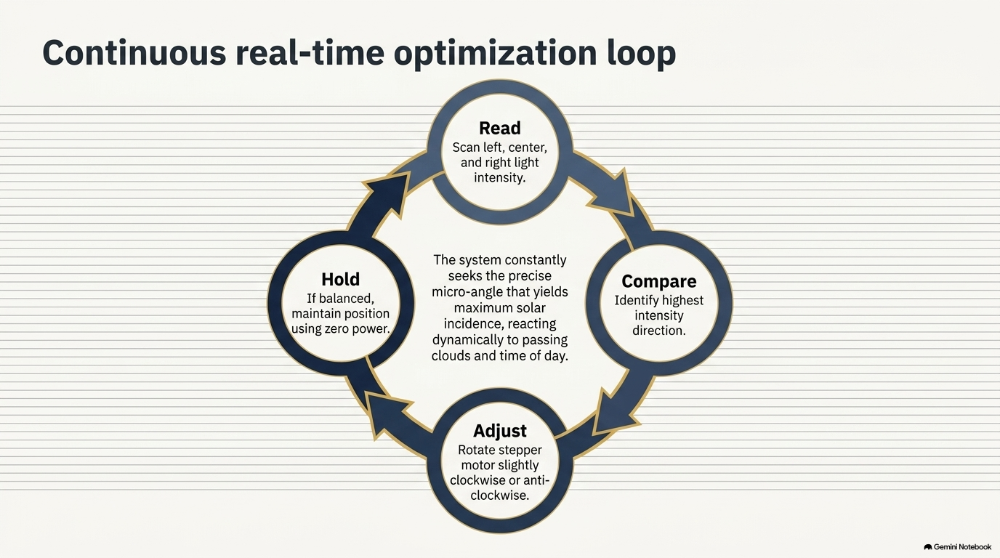 Continuous real-time optimization loop
Read
Scan left, center,
and right light
intensity.
Compare
Identify highest
intensity
direction.
Adjust
Rotate stepper
motor slightly
clockwise or anti-
clockwise.
Hold
If balanced,
maintain position
using zero power.
The system constantly
seeks the precise
micro-angle that yields
maximum solar
incidence, reacting
dynamically to passing
clouds and time of day.
Gemini Notebook